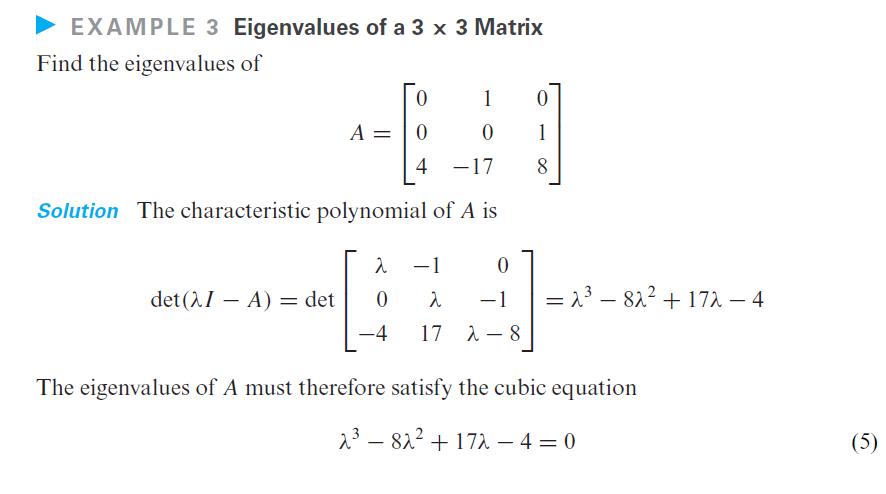 ▶ EXAMPLE 3 Eigenvalues of a 3 × 3 Matrix
Find the eigenvalues of
A = [0 1 0
0 0 1
4 −17 8]
Solution The characteristic polynomial of A is
det(λI − A) = det [λ −1 0
0 λ −1
−4 17 λ − 8] = λ³ − 8λ² + 17λ − 4
The eigenvalues of A must therefore satisfy the cubic equation
λ³ − 8λ² + 17λ − 4 = 0 (5)